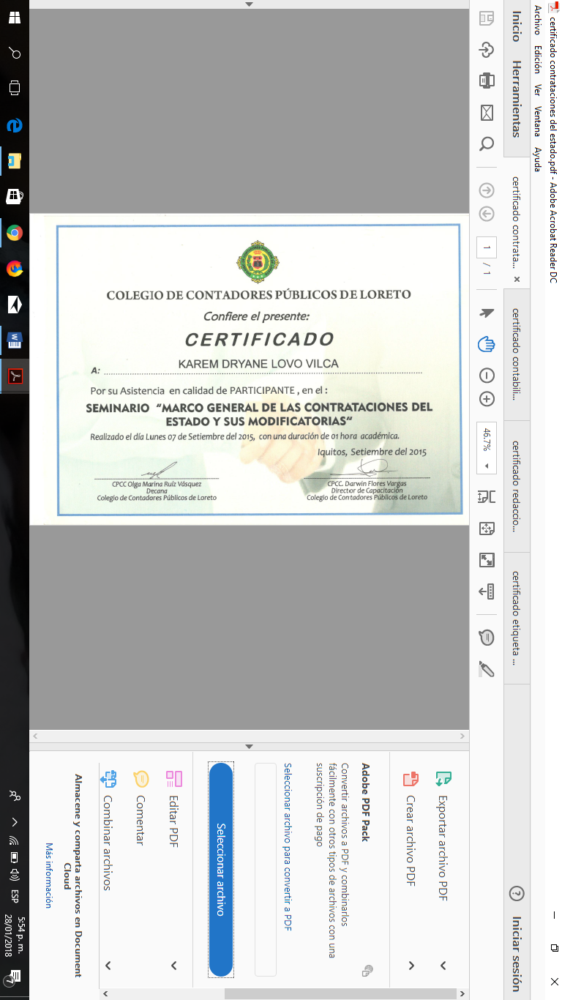 certificado contrataciones del estado.pdf - Adobe Acrobat Reader DC
Archivo Edición Ver Ventana Ayuda
Inicio Herramientas
certificado contrata... ×
certificado contabili...
certificado redaccio...
certificado etiqueta ...
? Iniciar sesión
1 / 1
46.7%
COLEGIO DE CONTADORES PÚBLICOS DE LORETO
Confiere el presente:
CERTIFICADO
A: KAREM DRYANE LOVO VILCA
Por su Asistencia en calidad de PARTICIPANTE , en el :
SEMINARIO “MARCO GENERAL DE LAS CONTRATACIONES DEL
ESTADO Y SUS MODIFICATORIAS”
Realizado el día Lunes 07 de Setiembre del 2015, con una duración de 01 hora académica.
Iquitos, Setiembre del 2015
CPCC Olga Marina Ruíz Vásquez
Decana
Colegio de Contadores Públicos de Loreto
CPCC. Darwin Flores Vargas
Director de Capacitación
Colegio de Contadores Públicos de Loreto
Exportar archivo PDF
Crear archivo PDF
Adobe PDF Pack
Convertir archivos a PDF y combinarlos
fácilmente con otros tipos de archivos con una
suscripción de pago
Seleccionar archivo para convertir a PDF
Seleccionar archivo
Editar PDF
Comentar
Combinar archivos
Almacene y comparta archivos en Document
Cloud
Más información
ESP
5:54 p. m.
28/01/2018
7